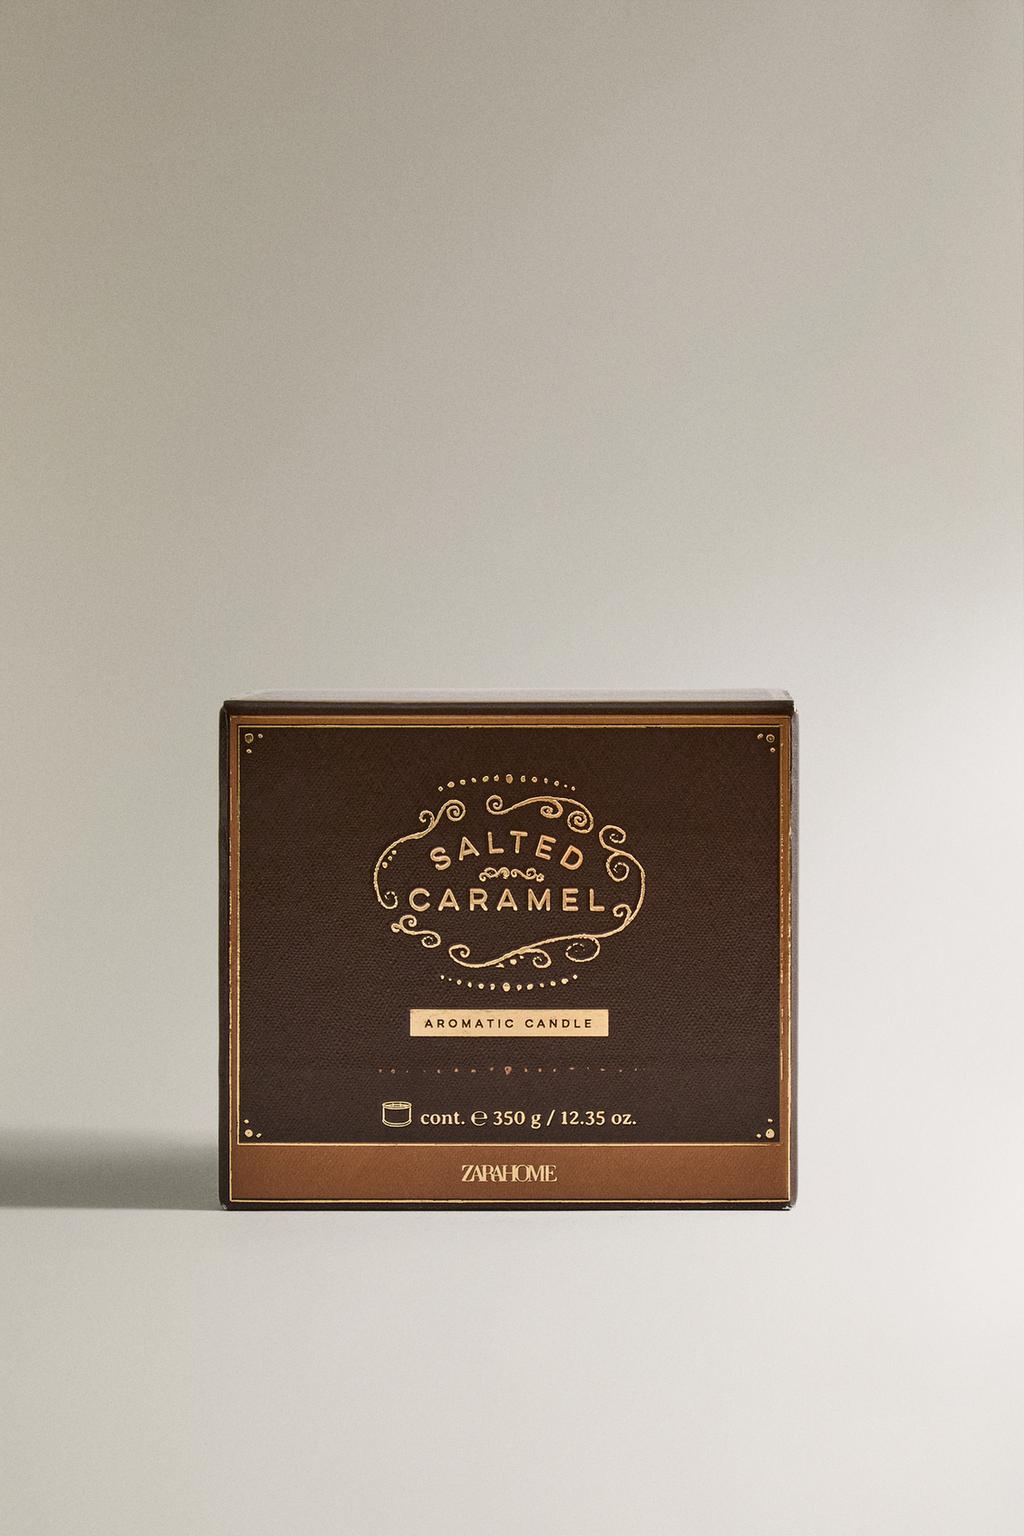 SALTED
CARAMEL
AROMATIC CANDLE
cont. ℮ 350 g / 12.35 oz.
ZARAHOME